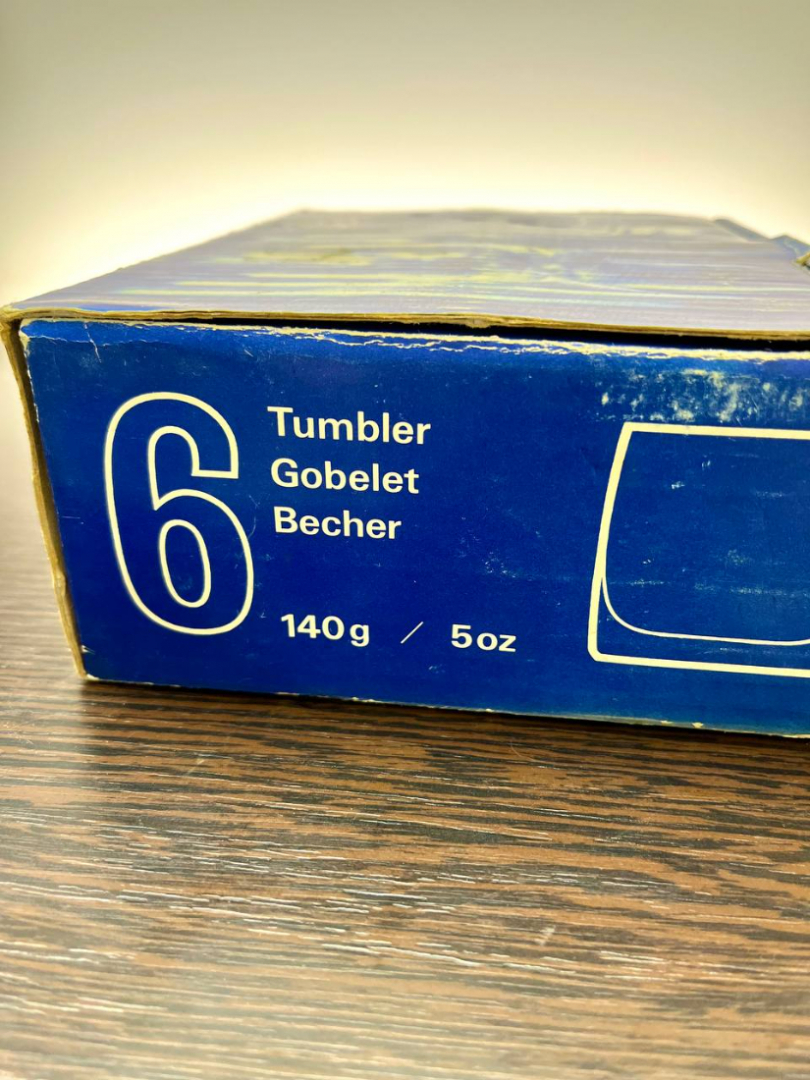 6
Tumbler
Gobelet
Becher
140g / 5oz